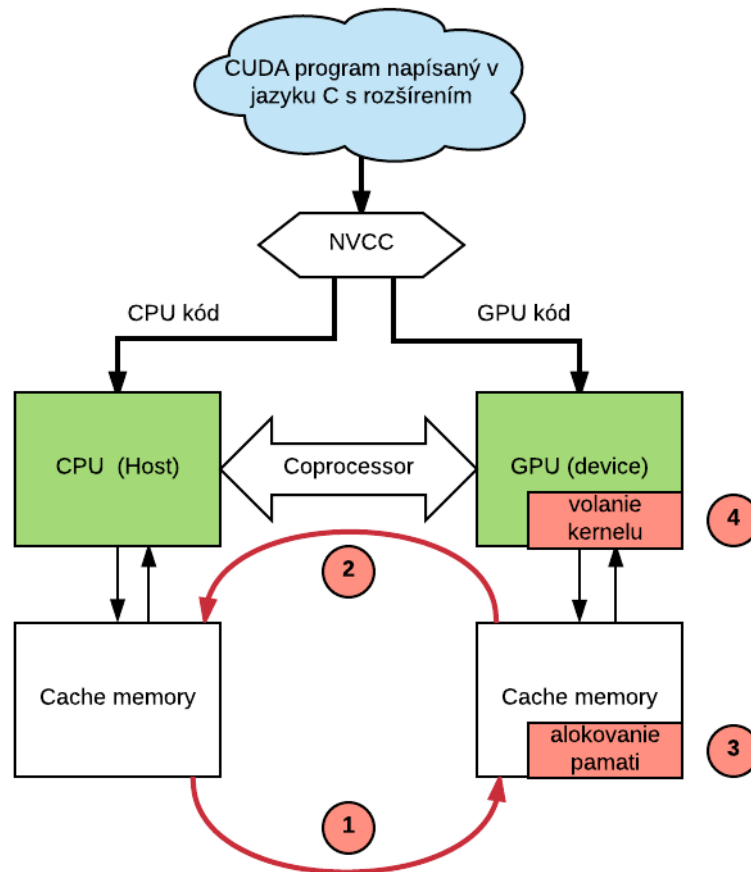 CUDA program napísaný v
jazyku C s rozšírením
NVCC
CPU kód
GPU kód
CPU (Host)
Coprocessor
GPU (device)
volanie
kernelu
4
2
Cache memory
Cache memory
alokovanie
pamati
3
1